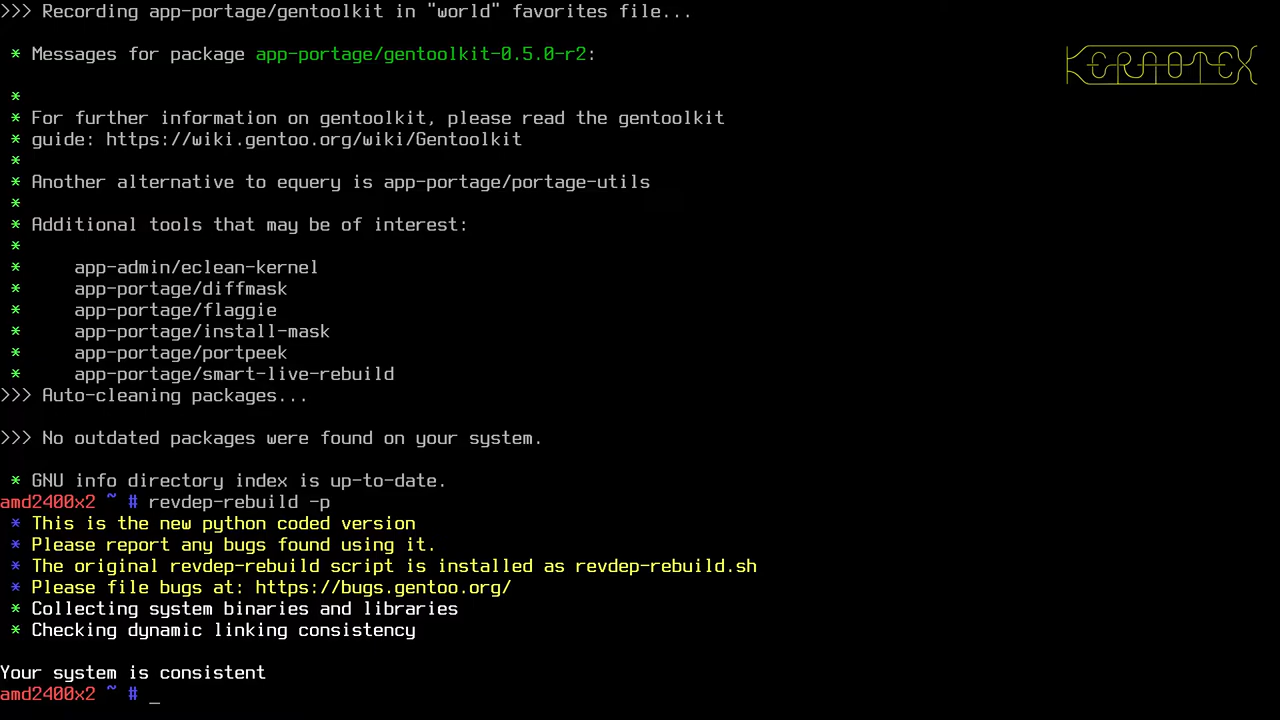 >>> Recording app-portage/gentoolkit in "world" favorites file...
* Messages for package app-portage/gentoolkit-0.5.0-r2:
KERNOTEX
*
* For further information on gentoolkit, please read the gentoolkit
* guide: https://wiki.gentoo.org/wiki/Gentoolkit
*
* Another alternative to equery is app-portage/portage-utils
*
* Additional tools that may be of interest:
*
*     app-admin/eclean-kernel
*     app-portage/diffmask
*     app-portage/flaggie
*     app-portage/install-mask
*     app-portage/portpeek
*     app-portage/smart-live-rebuild
>>> Auto-cleaning packages...
>>> No outdated packages were found on your system.
* GNU info directory index is up-to-date.
amd2400x2 ~ # revdep-rebuild -p
* This is the new python coded version
* Please report any bugs found using it.
* The original revdep-rebuild script is installed as revdep-rebuild.sh
* Please file bugs at: https://bugs.gentoo.org/
* Collecting system binaries and libraries
* Checking dynamic linking consistency
Your system is consistent
amd2400x2 ~ # _